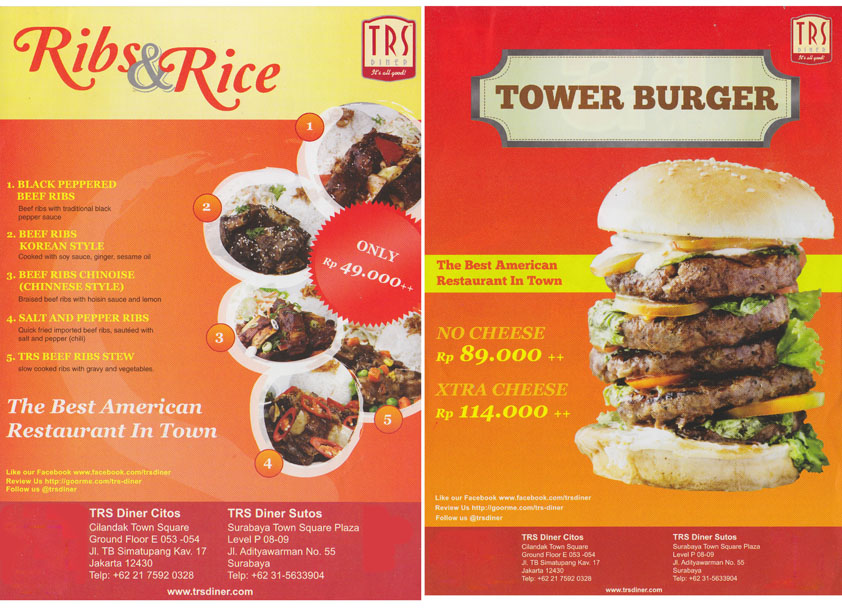 Ribs & Rice
TRS
DINER
It's all good!
1
2
3
4
5
1. BLACK PEPPERED
BEEF RIBS
Beef ribs with traditional black
pepper sauce
2. BEEF RIBS
KOREAN STYLE
Cooked with soy sauce, ginger, sesame oil
3. BEEF RIBS CHINOISE
(CHINNESE STYLE)
Braised beef ribs with hoisin sauce and lemon
4. SALT AND PEPPER RIBS
Quick fried imported beef ribs, sautéed with
salt and pepper (chili)
5. TRS BEEF RIBS STEW
slow cooked ribs with gravy and vegetables.
ONLY
Rp 49.000++
The Best American
Restaurant In Town
Like our Facebook www.facebook.com/trsdiner
Review Us http://goorme.com/trs-diner
Follow us @trsdiner
TRS Diner Citos
Cilandak Town Square
Ground Floor E 053 -054
Jl. TB Simatupang Kav. 17
Jakarta 12430
Telp: +62 21 7592 0328
TRS Diner Sutos
Surabaya Town Square Plaza
Level P 08-09
Jl. Adityawarman No. 55
Surabaya
Telp: +62 31-5633904
www.trsdiner.com
TRS
DINER
It's all good!
TOWER BURGER
The Best American
Restaurant In Town
NO CHEESE
Rp 89.000 ++
XTRA CHEESE
Rp 114.000 ++
Like our Facebook www.facebook.com/trsdiner
Review Us http://goorme.com/trs-diner
Follow us @trsdiner
TRS Diner Citos
Cilandak Town Square
Ground Floor E 053 -054
Jl. TB Simatupang Kav. 17
Jakarta 12430
Telp: +62 21 7592 0328
TRS Diner Sutos
Surabaya Town Square Plaza
Level P 08-09
Jl. Adityawarman No. 55
Surabaya
Telp: +62 31-5633904
www.trsdiner.com